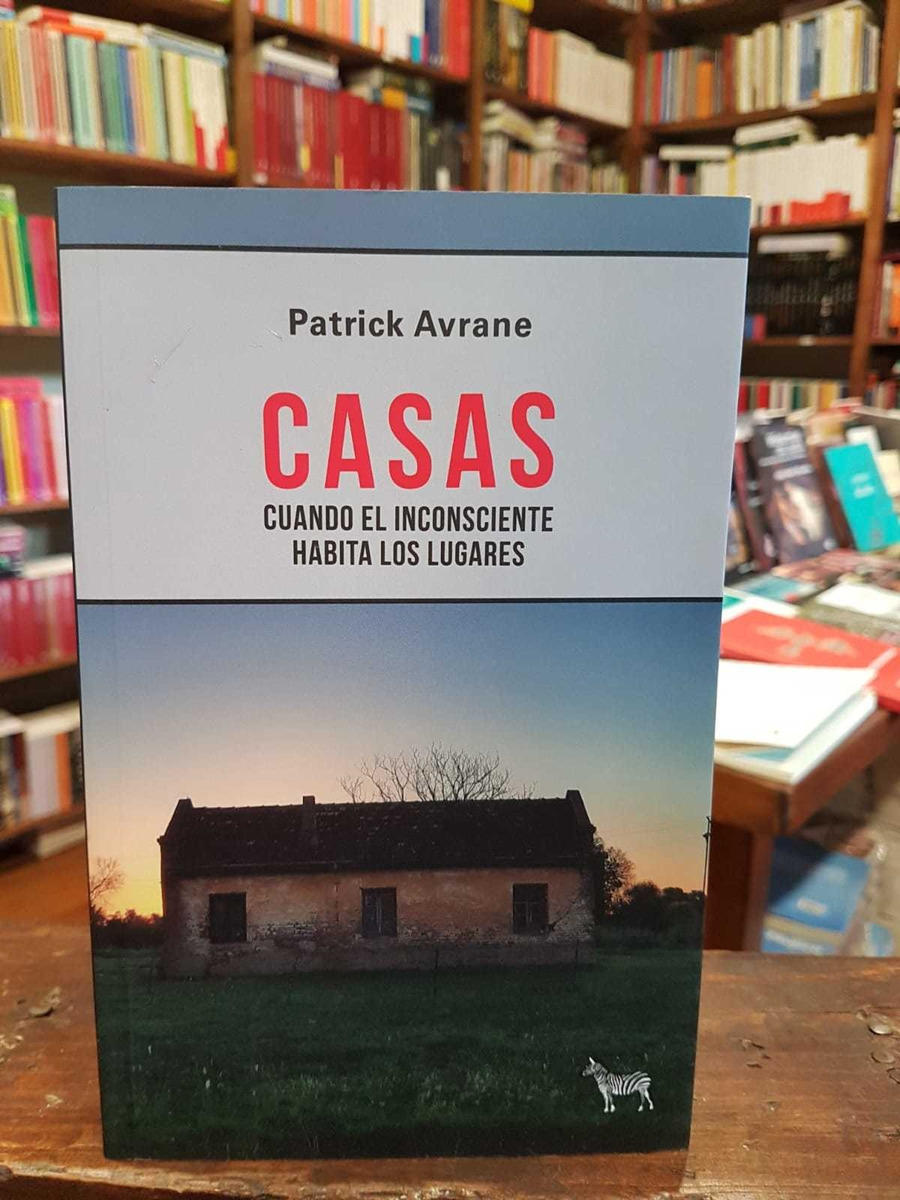 Patrick Avrane
CASAS
CUANDO EL INCONSCIENTE
HABITA LOS LUGARES